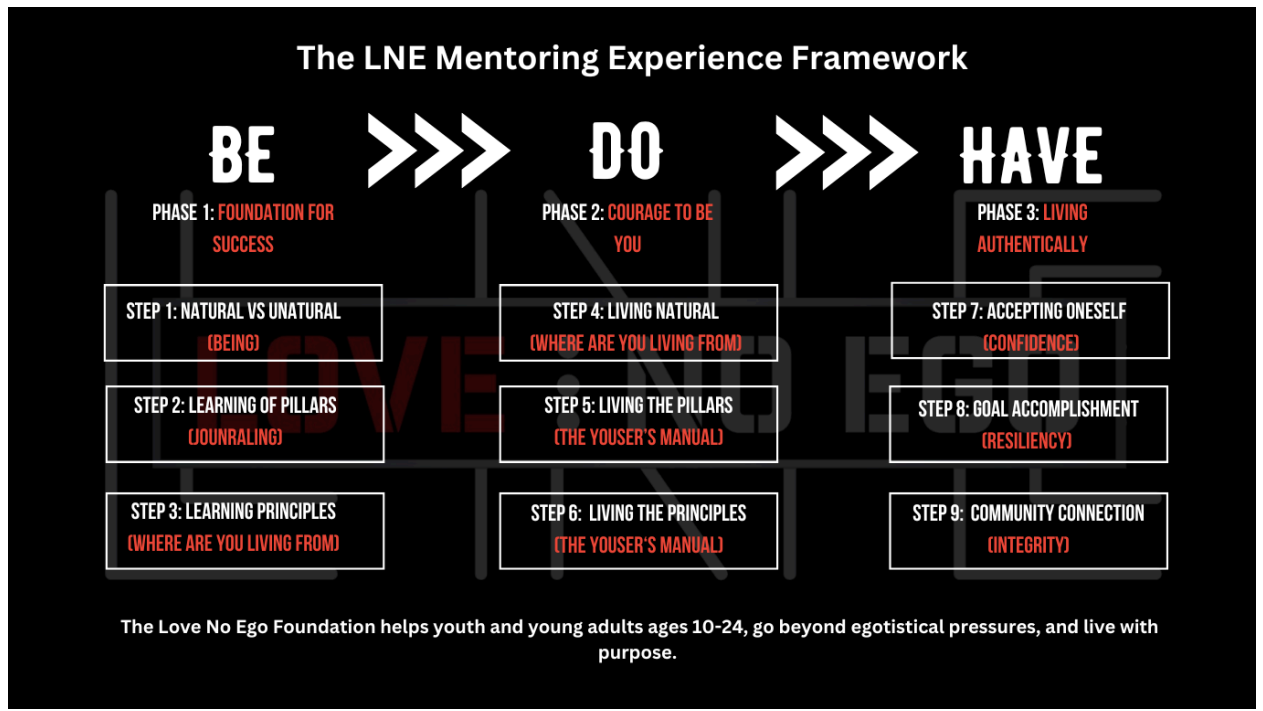 The LNE Mentoring Experience Framework
BE
PHASE 1: FOUNDATION FOR
SUCCESS
STEP 1: NATURAL VS UNATURAL
(BEING)
STEP 2: LEARNING OF PILLARS
(JOUNRALING)
STEP 3: LEARNING PRINCIPLES
(WHERE ARE YOU LIVING FROM)
DO
PHASE 2: COURAGE TO BE
YOU
STEP 4: LIVING NATURAL
(WHERE ARE YOU LIVING FROM)
STEP 5: LIVING THE PILLARS
(THE YOUSER'S MANUAL)
STEP 6: LIVING THE PRINCIPLES
(THE YOUSER'S MANUAL)
HAVE
PHASE 3: LIVING
AUTHENTICALLY
STEP 7: ACCEPTING ONESELF
(CONFIDENCE)
STEP 8: GOAL ACCOMPLISHMENT
(RESILIENCY)
STEP 9: COMMUNITY CONNECTION
(INTEGRITY)
LOVE : NO EGO
The Love No Ego Foundation helps youth and young adults ages 10-24, go beyond egotistical pressures, and live with
purpose.